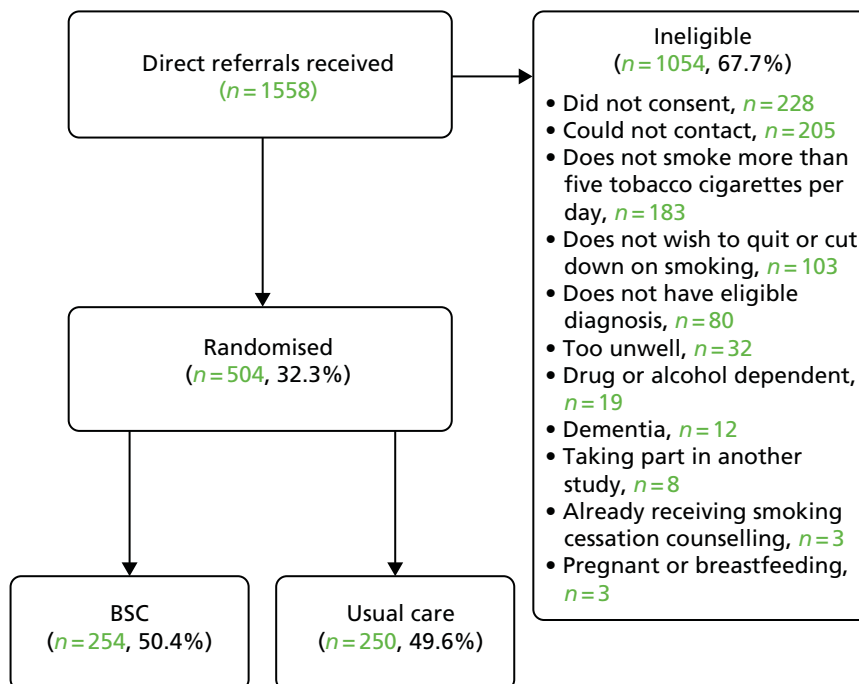 Direct referrals received
(n=1558)
Ineligible
(n=1054, 67.7%)
• Did not consent, n=228
• Could not contact, n=205
• Does not smoke more than
five tobacco cigarettes per
day, n=183
• Does not wish to quit or cut
down on smoking, n=103
• Does not have eligible
diagnosis, n=80
• Too unwell, n=32
• Drug or alcohol dependent,
n=19
• Dementia, n=12
• Taking part in another
study, n=8
• Already receiving smoking
cessation counselling, n=3
• Pregnant or breastfeeding,
n=3
Randomised
(n=504, 32.3%)
BSC
(n=254, 50.4%)
Usual care
(n=250, 49.6%)